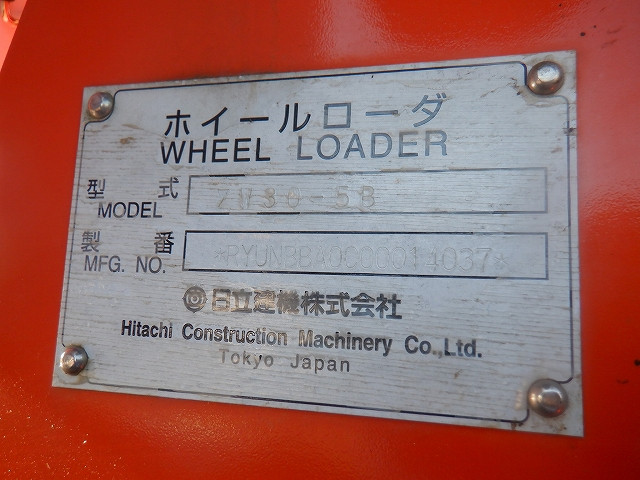 ホイールローダ
WHEEL LOADER
型式 ZW30-5B
MODEL
製番
MFG. NO.
日立建機株式会社
Hitachi Construction Machinery Co.,Ltd.
Tokyo Japan